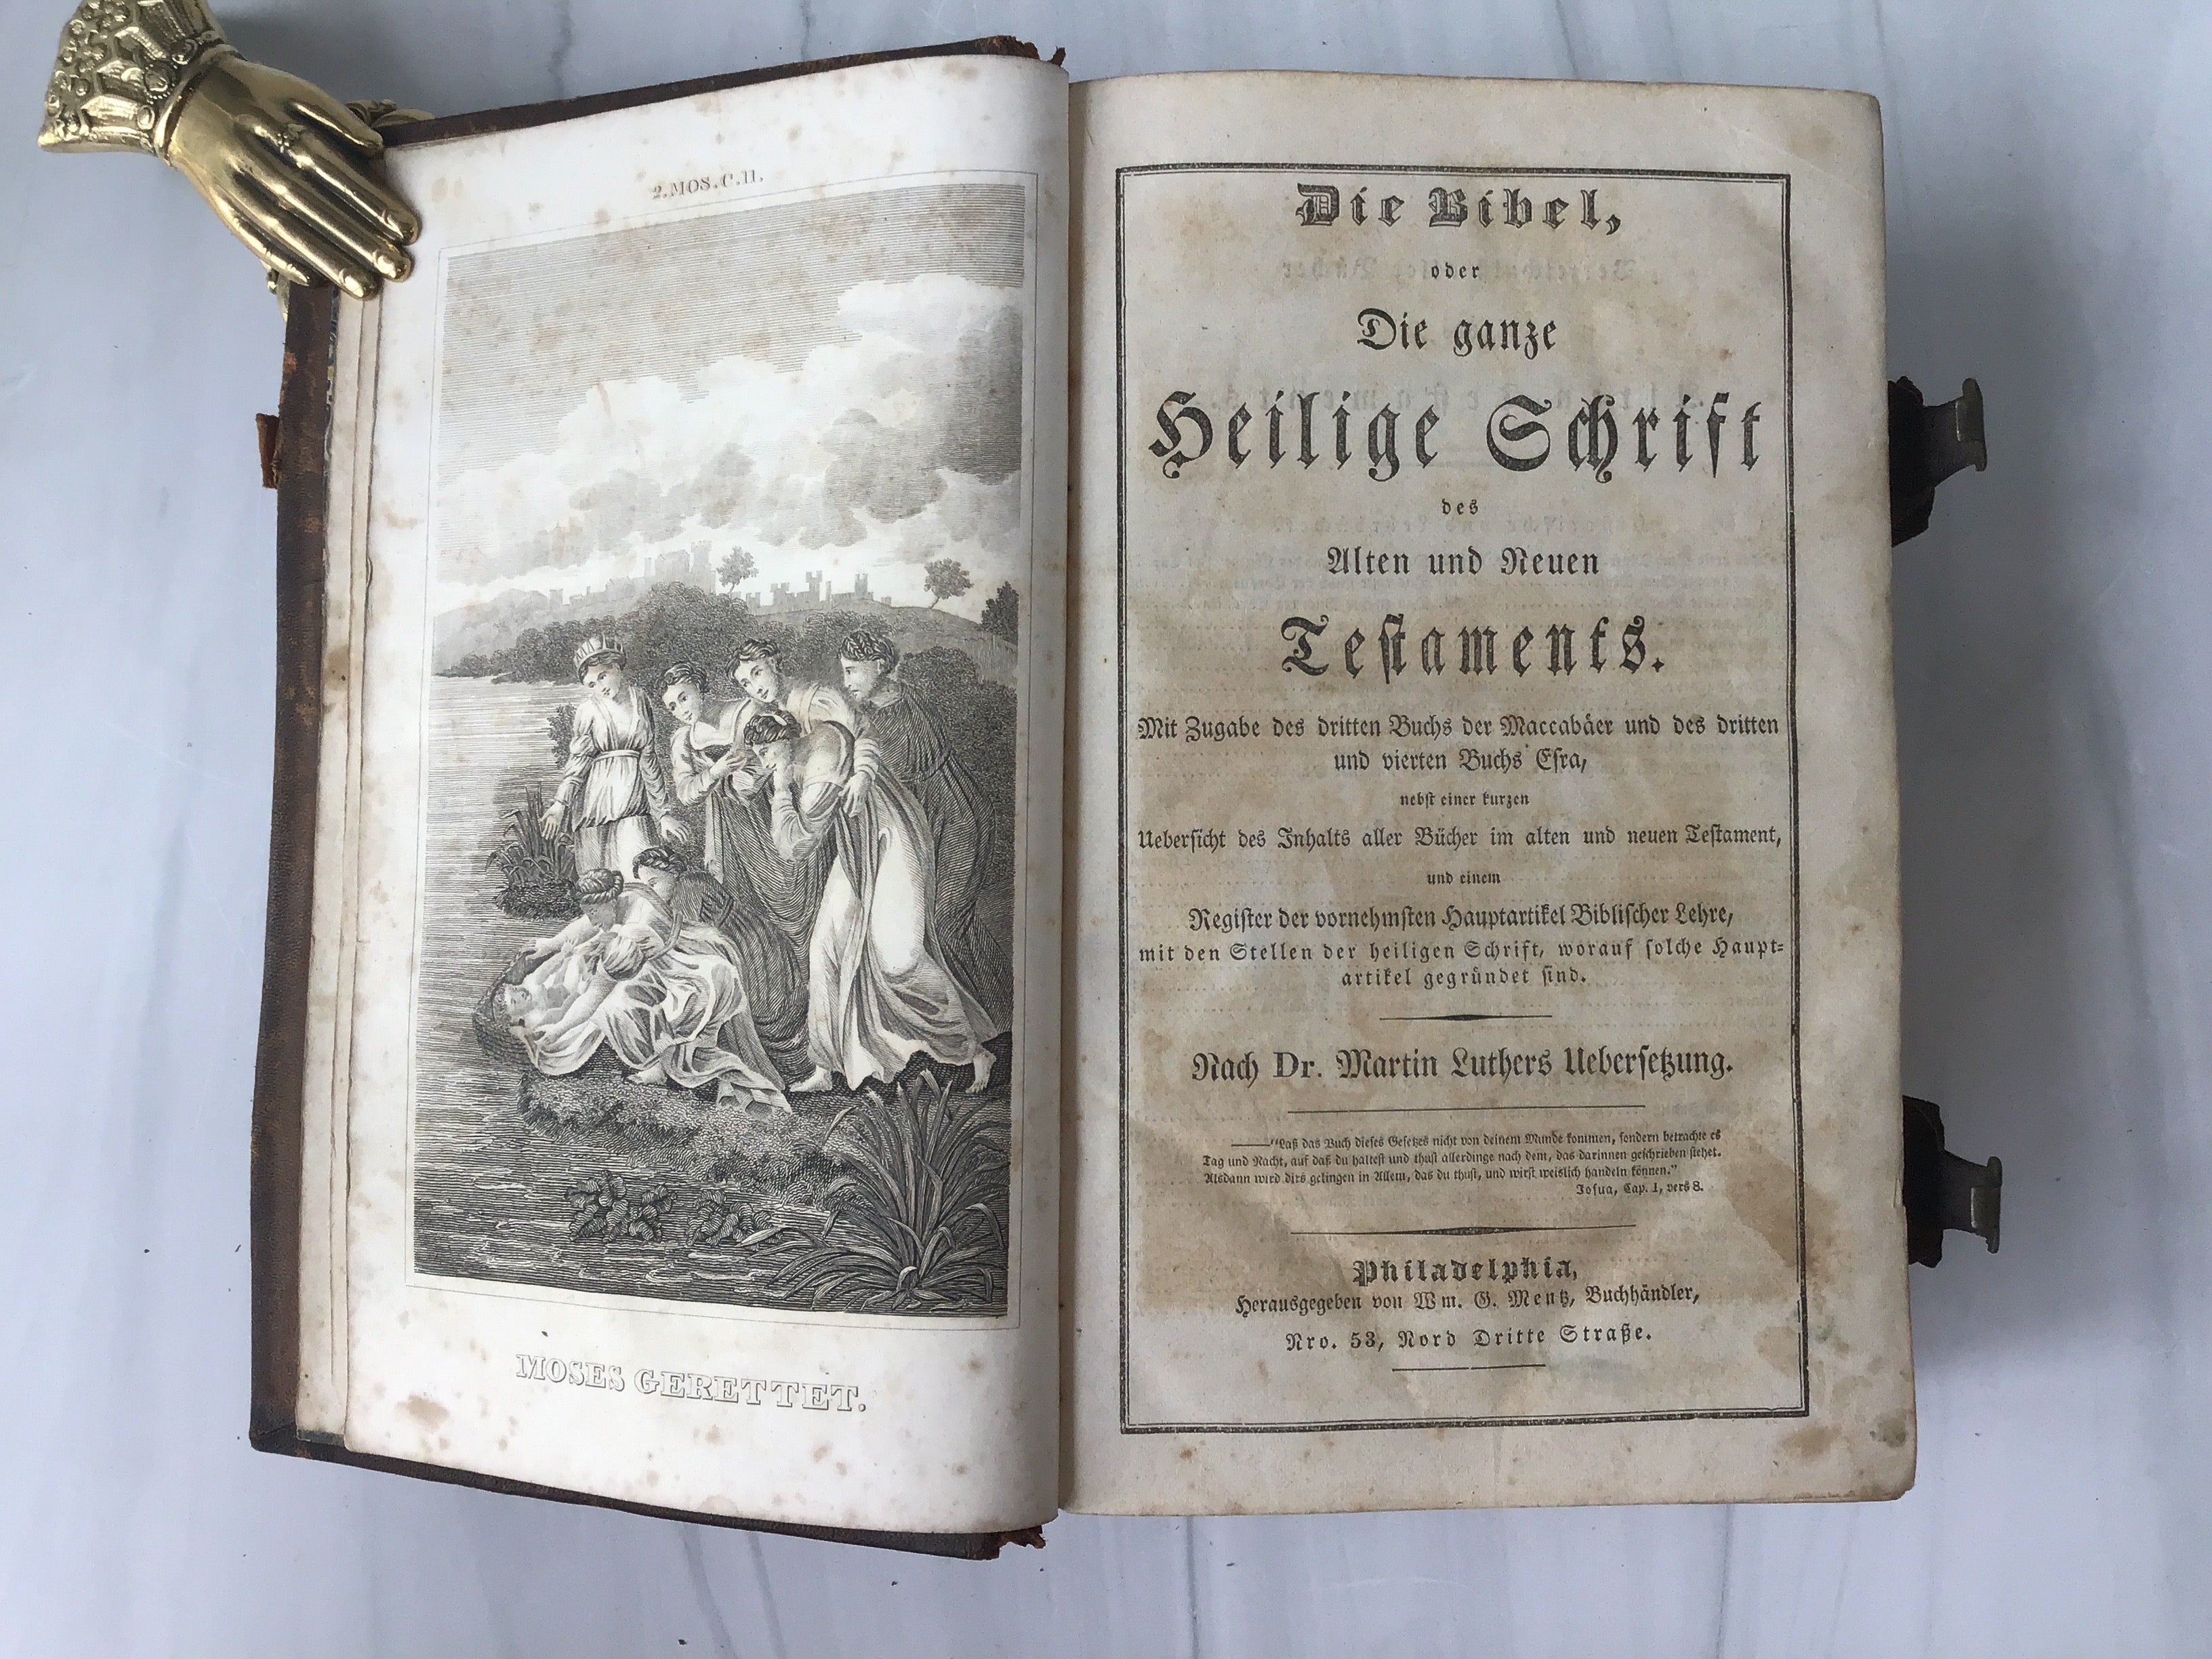 2.MOS.C.II.
MOSES GERETTET.
Die Bibel,
oder
Die ganze
Heilige Schrift
des
Alten und Neuen
Testaments.
Mit Zugabe des dritten Buchs der Maccabäer und des dritten
und vierten Buchs Esra,
nebst einer kurzen
Uebersicht des Inhalts aller Bücher im alten und neuen Testament,
und einem
Register der vornehmsten Hauptartikel Biblischer Lehre,
mit den Stellen der heiligen Schrift, worauf solche Haupt-
artikel gegründet sind.
Nach Dr. Martin Luthers Uebersetzung.
——"Laß das Buch dieses Gesetzes nicht von deinem Munde kommen, sondern betrachte es
Tag und Nacht, auf daß du haltest und thust allerdinge nach dem, das darinnen geschrieben stehet.
Alsdann wird dirs gelingen in Allem, das du thust, und wirst weislich handeln können."
Josua, Cap. 1, vers 8.
Philadelphia,
Herausgegeben von Wm. G. Mentz, Buchhändler,
Nro. 53, Nord Dritte Straße.